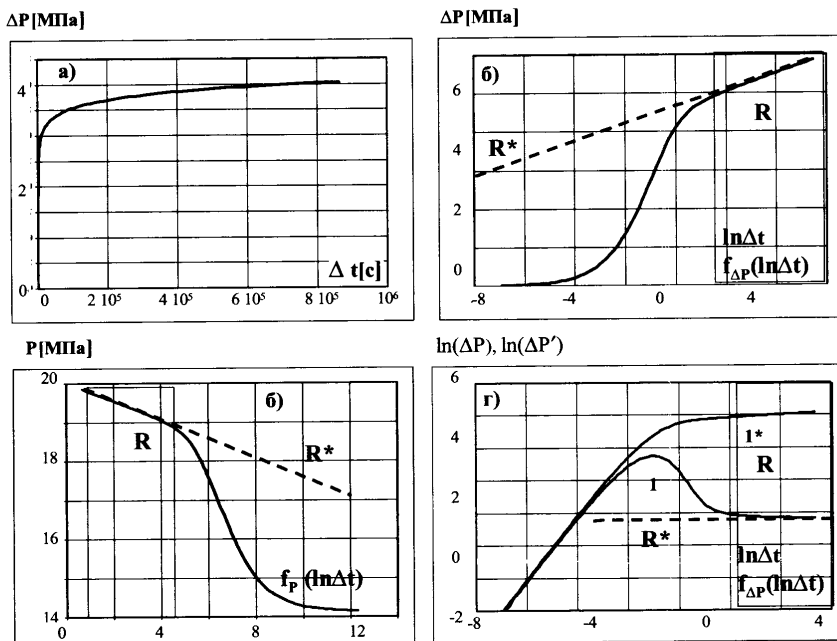 ΔP[МПа]
а)
4
2
0
Δ t[c]
0
2 10⁵
4 10⁵
6 10⁵
8 10⁵
10⁶
ΔP[МПа]
б)
6
4
2
0
R*
R
lnΔt
f_ΔP(lnΔt)
-8
-4
0
4
P[МПа]
20
18
16
14
б)
R
R*
f_P (lnΔt)
0
4
6
8
12
ln(ΔP), ln(ΔP′)
г)
6
4
2
0
-2
1*
R
1
R*
lnΔt
f_ΔP(lnΔt)
-4
0
4